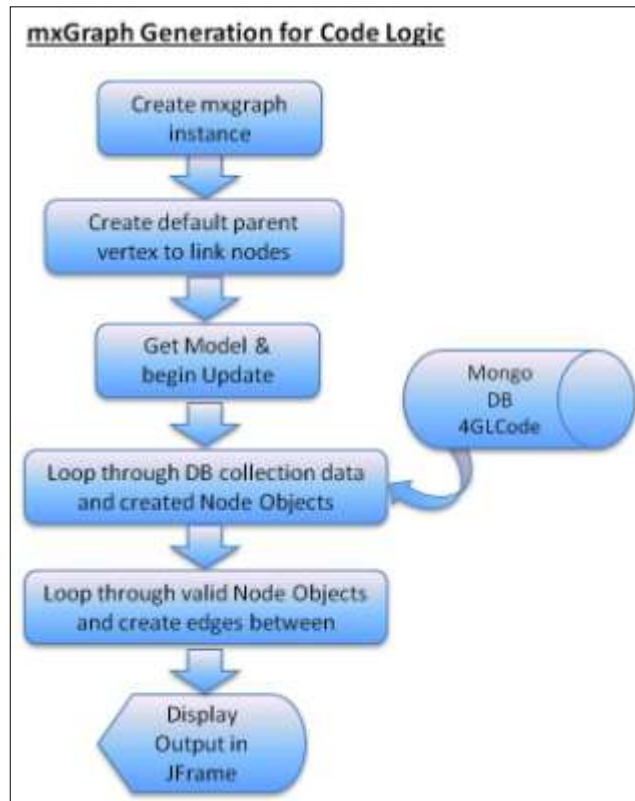 mxGraph Generation for Code Logic
Create mxgraph
instance
Create default parent
vertex to link nodes
Get Model &
begin Update
Mongo
DB
4GLCode
Loop through DB collection data
and created Node Objects
Loop through valid Node Objects
and create edges between
Display
Output in
JFrame